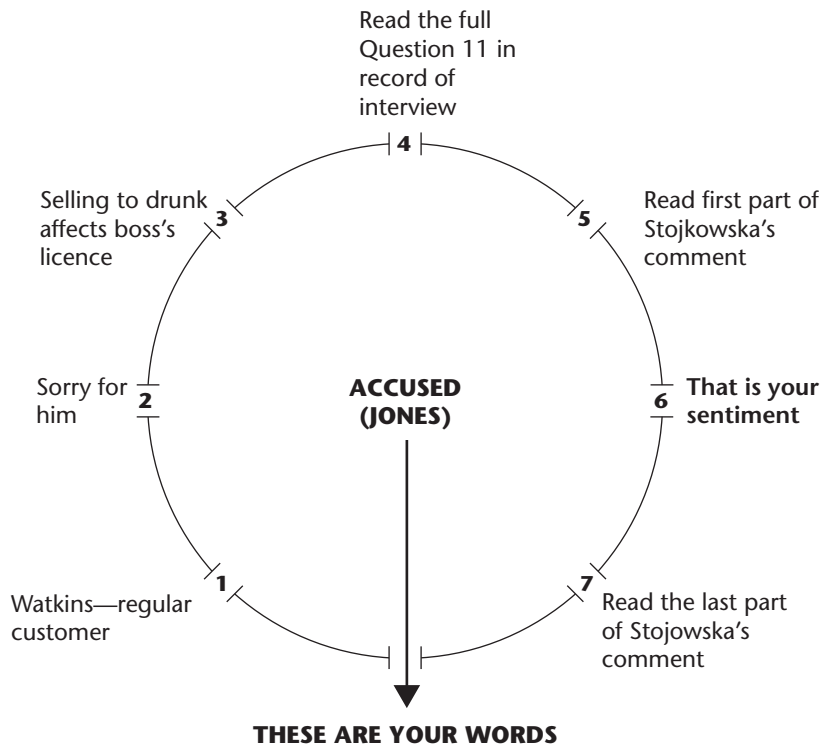 Read the full
Question 11 in
record of
interview
4
Selling to drunk
affects boss's
licence
3
5
Read first part of
Stojkowska's
comment
Sorry for
him
2
ACCUSED
(JONES)
6
That is your
sentiment
1
Watkins—regular
customer
7
Read the last part
of Stojowska's
comment
THESE ARE YOUR WORDS